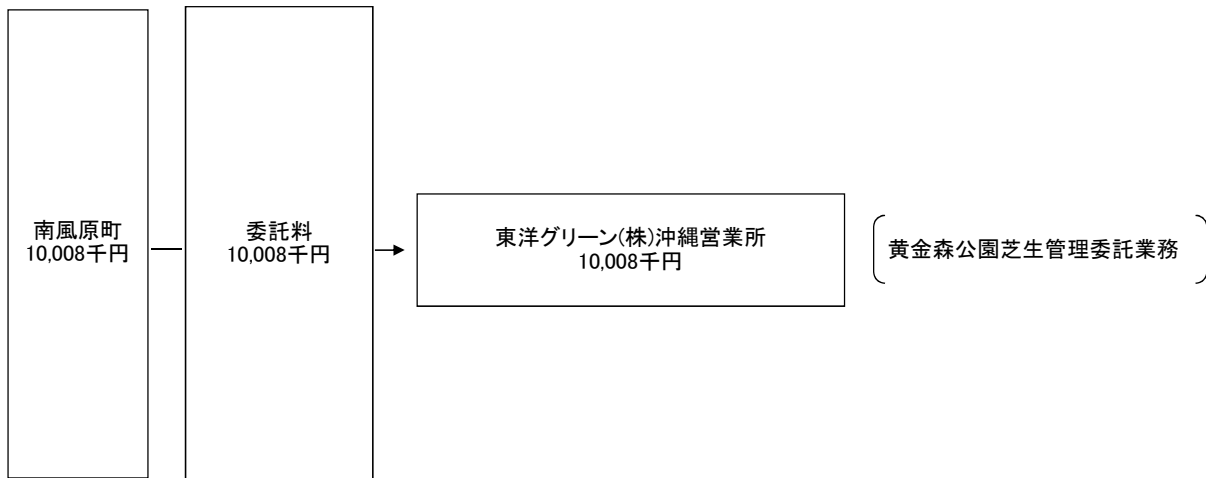 南風原町
10,008千円
委託料
10,008千円
東洋グリーン(株)沖縄営業所
10,008千円
黄金森公園芝生管理委託業務